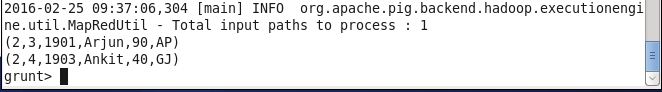 2016-02-25 09:37:06,304 [main] INFO  org.apache.pig.backend.hadoop.executionengi
ne.util.MapRedUtil - Total input paths to process : 1
(2,3,1901,Arjun,90,AP)
(2,4,1903,Ankit,40,GJ)
grunt>